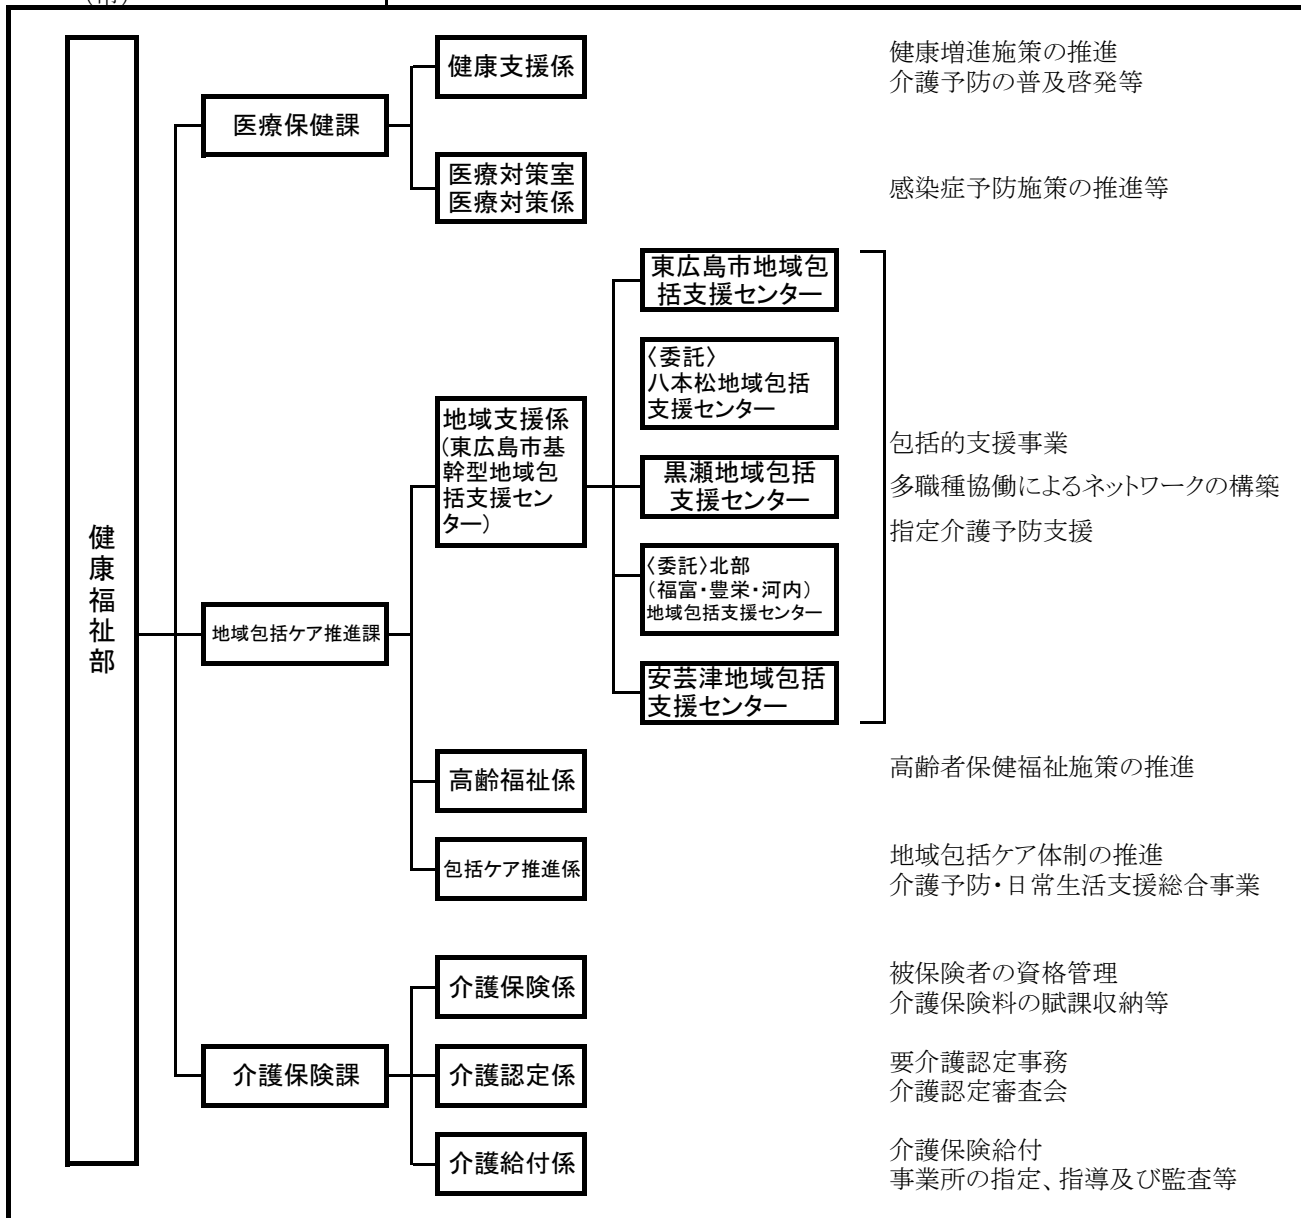 健康福祉部
医療保健課
健康支援係
健康増進施策の推進
介護予防の普及啓発等
医療対策室
医療対策係
感染症予防施策の推進等
地域包括ケア推進課
地域支援係
(東広島市基
幹型地域包
括支援セン
ター)
東広島市地域包
括支援センター
〈委託〉
八本松地域包括
支援センター
黒瀬地域包括
支援センター
〈委託〉北部
(福富・豊栄・河内)
地域包括支援センター
安芸津地域包括
支援センター
包括的支援事業
多職種協働によるネットワークの構築
指定介護予防支援
高齢福祉係
高齢者保健福祉施策の推進
包括ケア推進係
地域包括ケア体制の推進
介護予防・日常生活支援総合事業
介護保険課
介護保険係
被保険者の資格管理
介護保険料の賦課収納等
介護認定係
要介護認定事務
介護認定審査会
介護給付係
介護保険給付
事業所の指定、指導及び監査等